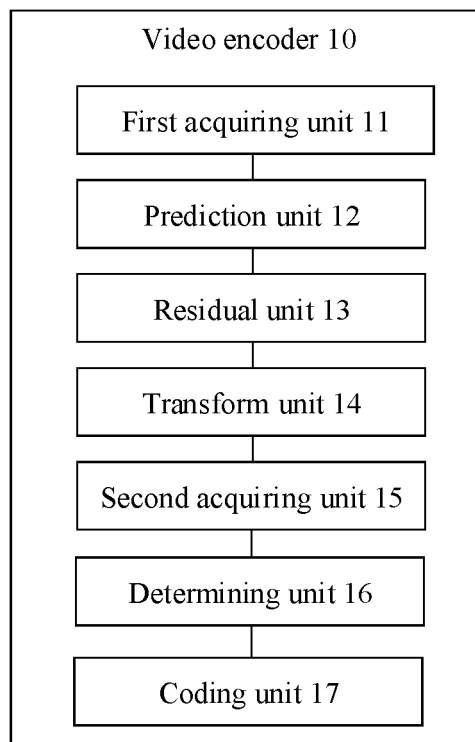 Video encoder 10
First acquiring unit 11
Prediction unit 12
Residual unit 13
Transform unit 14
Second acquiring unit 15
Determining unit 16
Coding unit 17